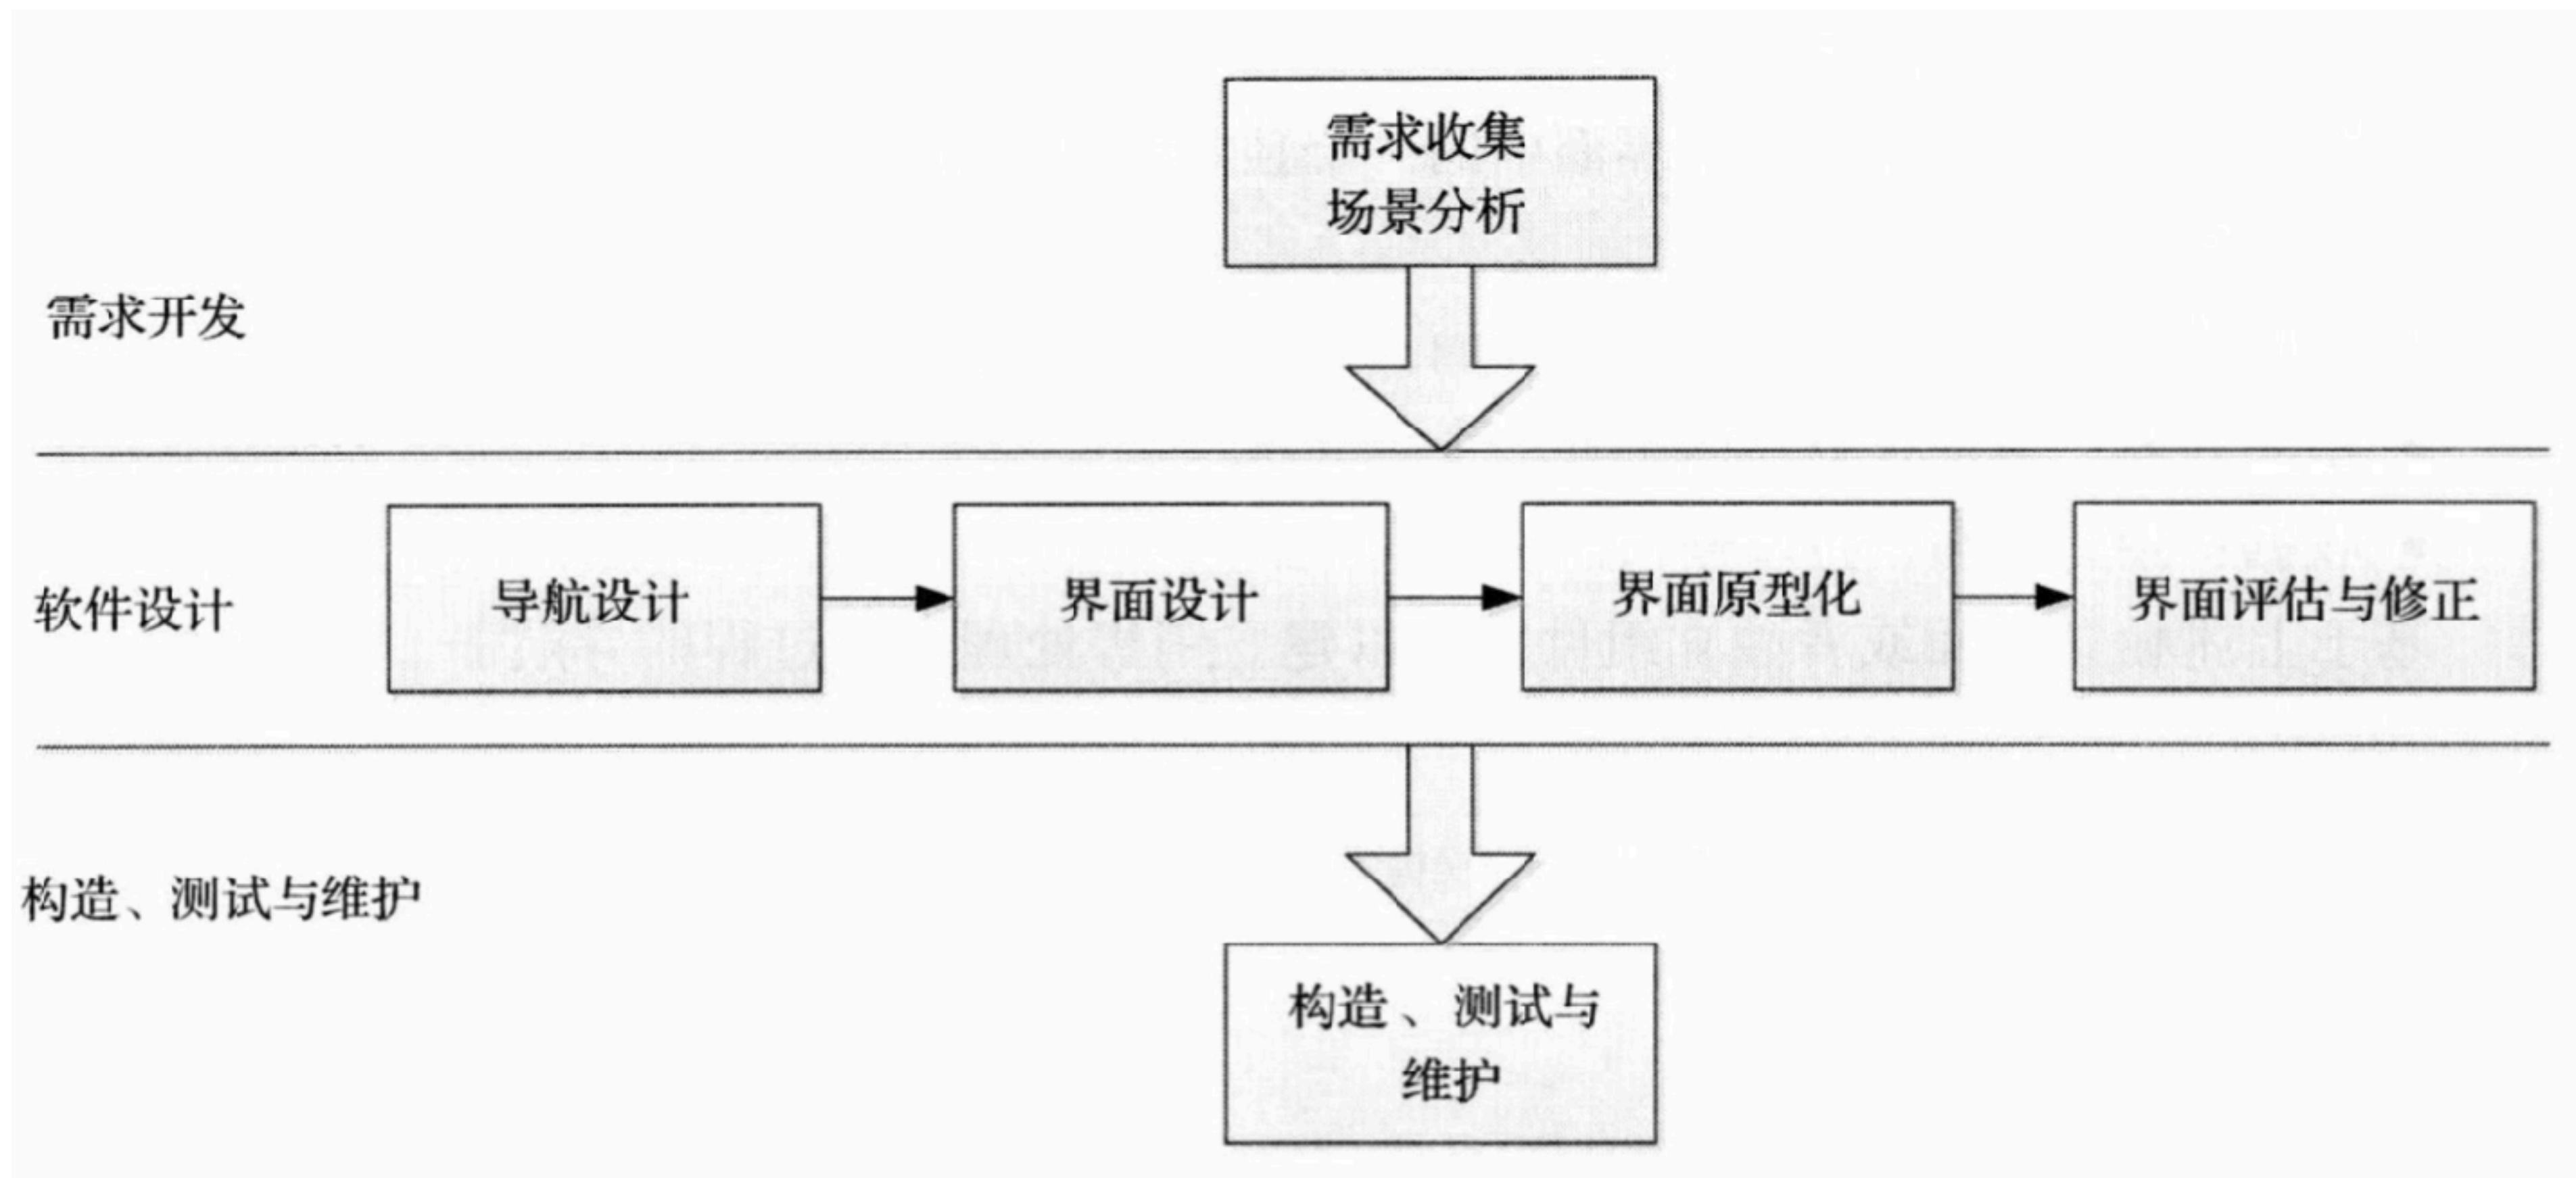 需求收集
场景分析
需求开发
软件设计
导航设计
界面设计
界面原型化
界面评估与修正
构造、测试与维护
构造、测试与
维护